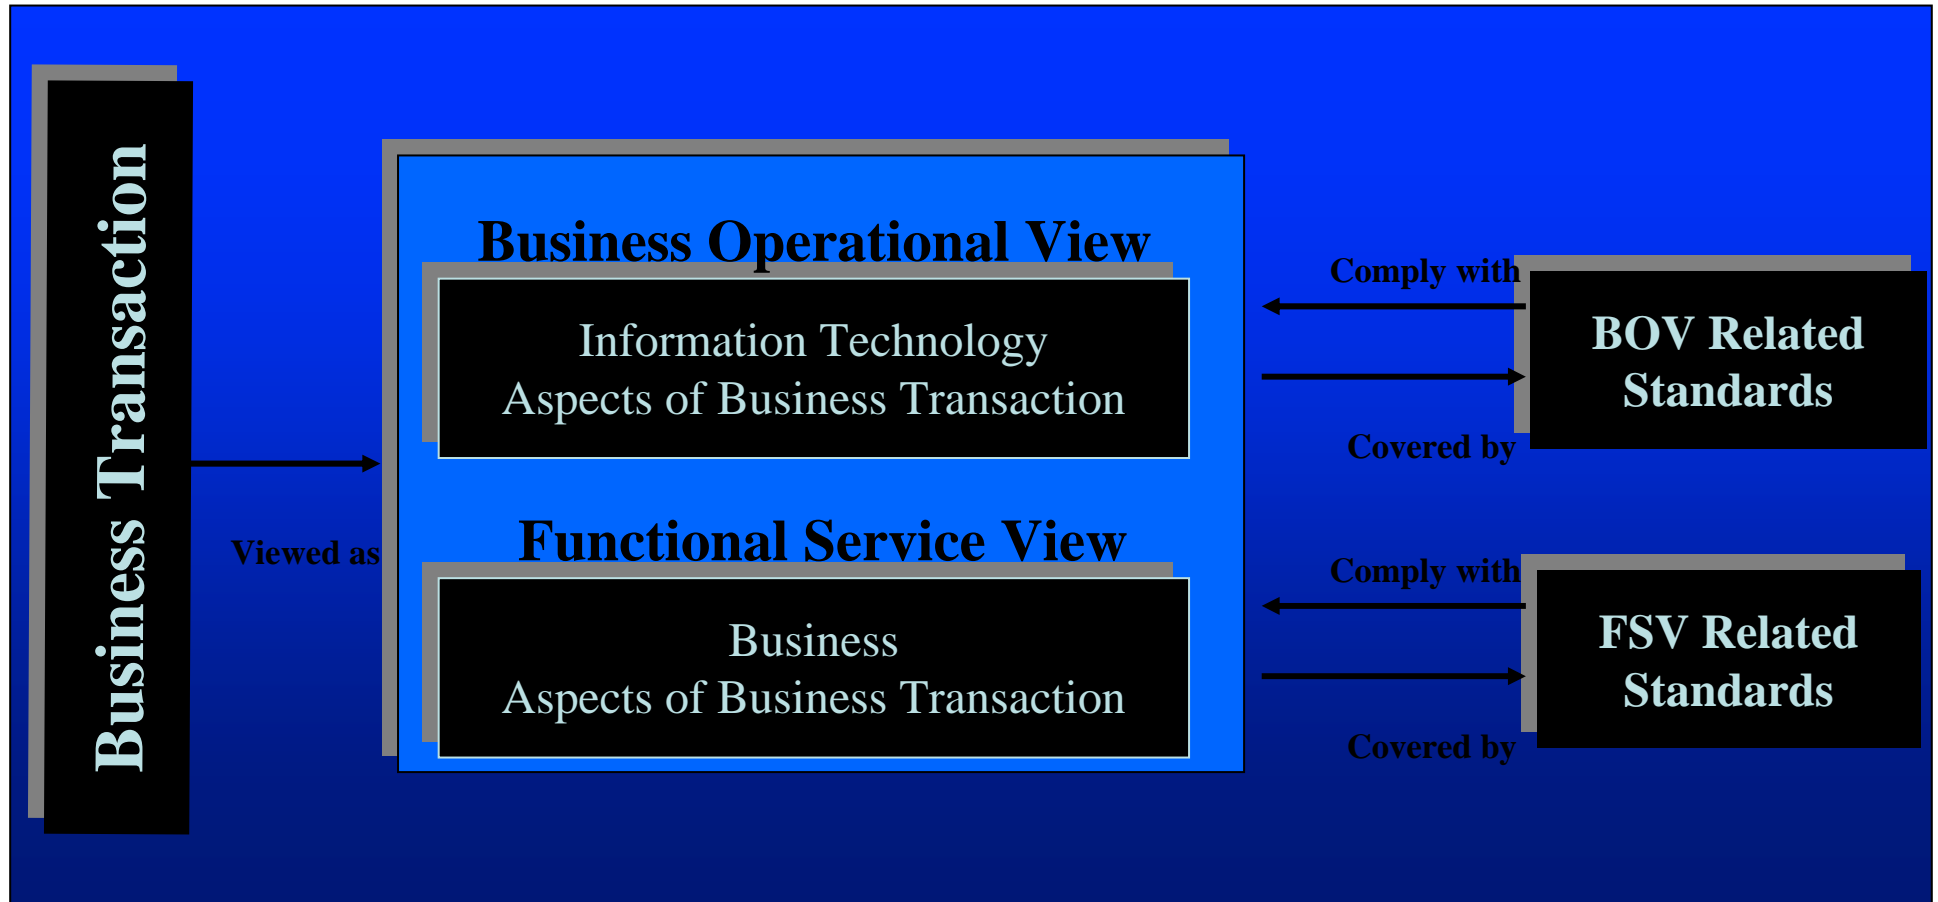 Business Transaction
Viewed as
Business Operational View
Information Technology
Aspects of Business Transaction
Functional Service View
Business
Aspects of Business Transaction
Comply with
Covered by
BOV Related
Standards
Comply with
Covered by
FSV Related
Standards